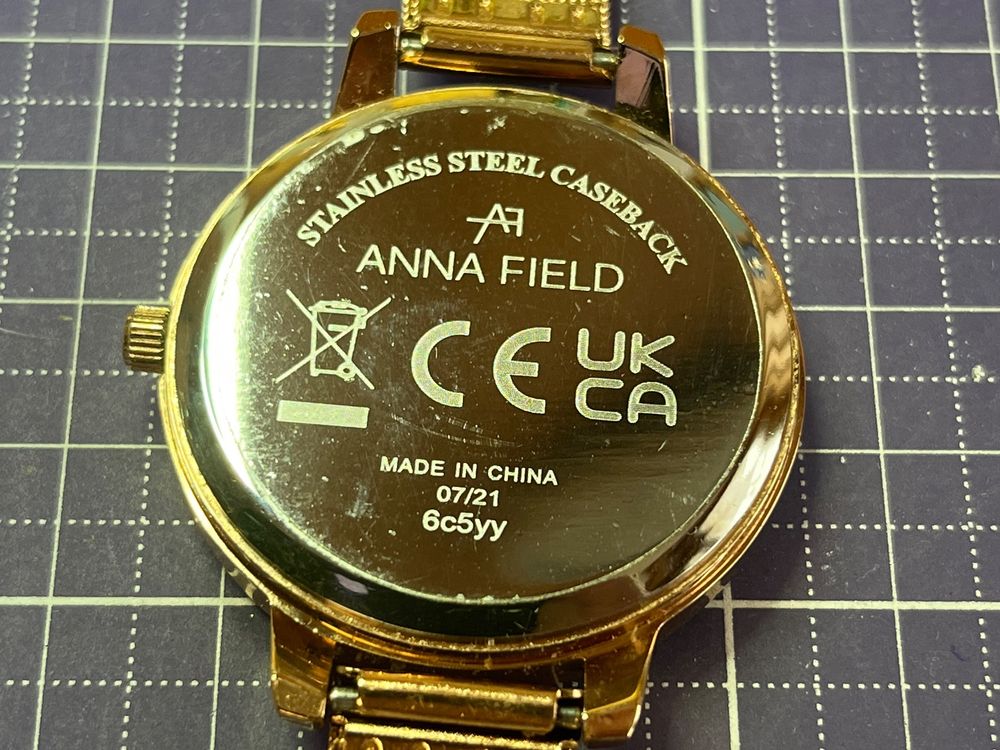 STAINLESS STEEL CASEBACK
AF
ANNA FIELD
CE
UK
CA
MADE IN CHINA
07/21
6c5yy